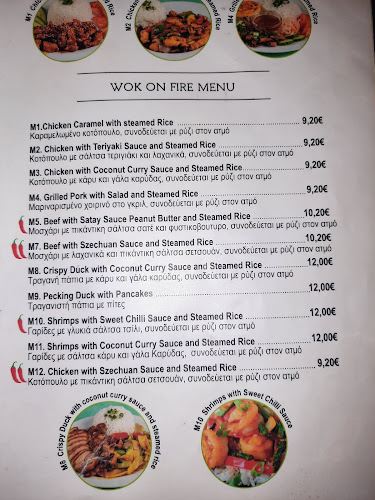 M1 Chic
M2 Chicken
steamed Rice
M4 Grilled
Rice
WOK ON FIRE MENU
M1.Chicken Caramel with steamed Rice 9,20€
Καραμελωμένο κοτόπουλο, συνοδεύεται με ρύζι στον ατμό
M2. Chicken with Teriyaki Sauce and Steamed Rice 9,20€
Κοτόπουλο με σάλτσα τεριγιάκι και λαχανικά, συνοδεύεται με ρύζι στον ατμό
M3. Chicken with Coconut Curry Sauce and Steamed Rice 9,20€
Κοτόπουλο με κάρυ και γάλα καρύδας, συνοδεύεται με ρύζι στον ατμό
M4. Grilled Pork with Salad and Steamed Rice 9,20€
Μαριναρισμένο χοιρινό στο γκριλ, συνοδεύεται με ρύζι στον ατμό
M5. Beef with Satay Sauce Peanut Butter and Steamed Rice 10,20€
Μοσχάρι με πικάντικη σάλτσα σατέ και φυστικοβουτυρο, συνοδεύεται με ρύζι στον ατμό
M7. Beef with Szechuan Sauce and Steamed Rice 10,20€
Μοσχάρι με λαχανικά και πικάντικη σάλτσα σετσουάν, συνοδεύεται με ρύζι στον ατμό
M8. Crispy Duck with Coconut Curry Sauce and Steamed Rice 12,00€
Τραγανή πάπια με κάρυ και γάλα καρύδας, συνοδεύεται με ρύζι στον ατμό
M9. Pecking Duck with Pancakes 12,00€
Τραγανιστή πάπια με πίτες
M10. Shrimps with Sweet Chilli Sauce and Steamed Rice 12,00€
Γαρίδες με γλυκιά σάλτσα τσίλι, συνοδεύεται με ρύζι στον ατμό
M11. Shrimps with Coconut Curry Sauce and Steamed Rice 12,00€
Γαρίδες με σάλτσα κάρυ και γάλα Καρύδας, συνοδεύεται με ρύζι στον ατμό
M12. Chicken with Szechuan Sauce and Steamed Rice 9,20€
Κοτόπουλο με πικάντικη σάλτσα σετσουάν, συνοδεύεται με ρύζι στον ατμό
M8 Crispy Duck with coconut curry sauce and steamed rice
M10 Shrimps with Sweet Chilli Sauce